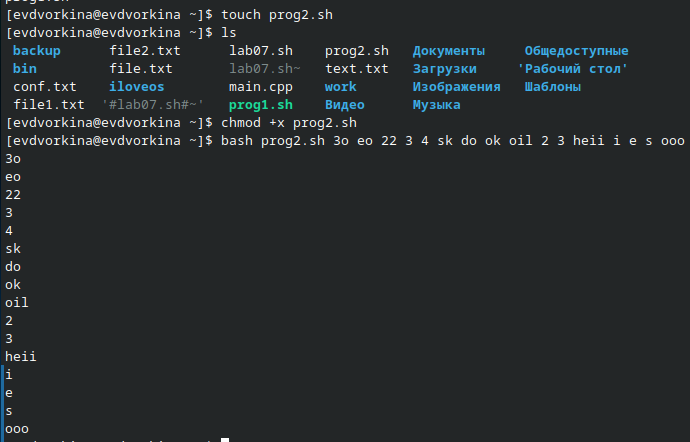 [evdvorkina@evdvorkina ~]$ touch prog2.sh
[evdvorkina@evdvorkina ~]$ ls
backup file2.txt lab07.sh prog2.sh Документы Общедоступные
bin file.txt lab07.sh~ text.txt Загрузки 'Рабочий стол'
conf.txt iloveos main.cpp work Изображения Шаблоны
file1.txt '#lab07.sh#~' prog1.sh Видео Музыка
[evdvorkina@evdvorkina ~]$ chmod +x prog2.sh
[evdvorkina@evdvorkina ~]$ bash prog2.sh 3o eo 22 3 4 sk do ok oil 2 3 heii i e s ooo
3o
eo
22
3
4
sk
do
ok
oil
2
3
heii
i
e
s
ooo